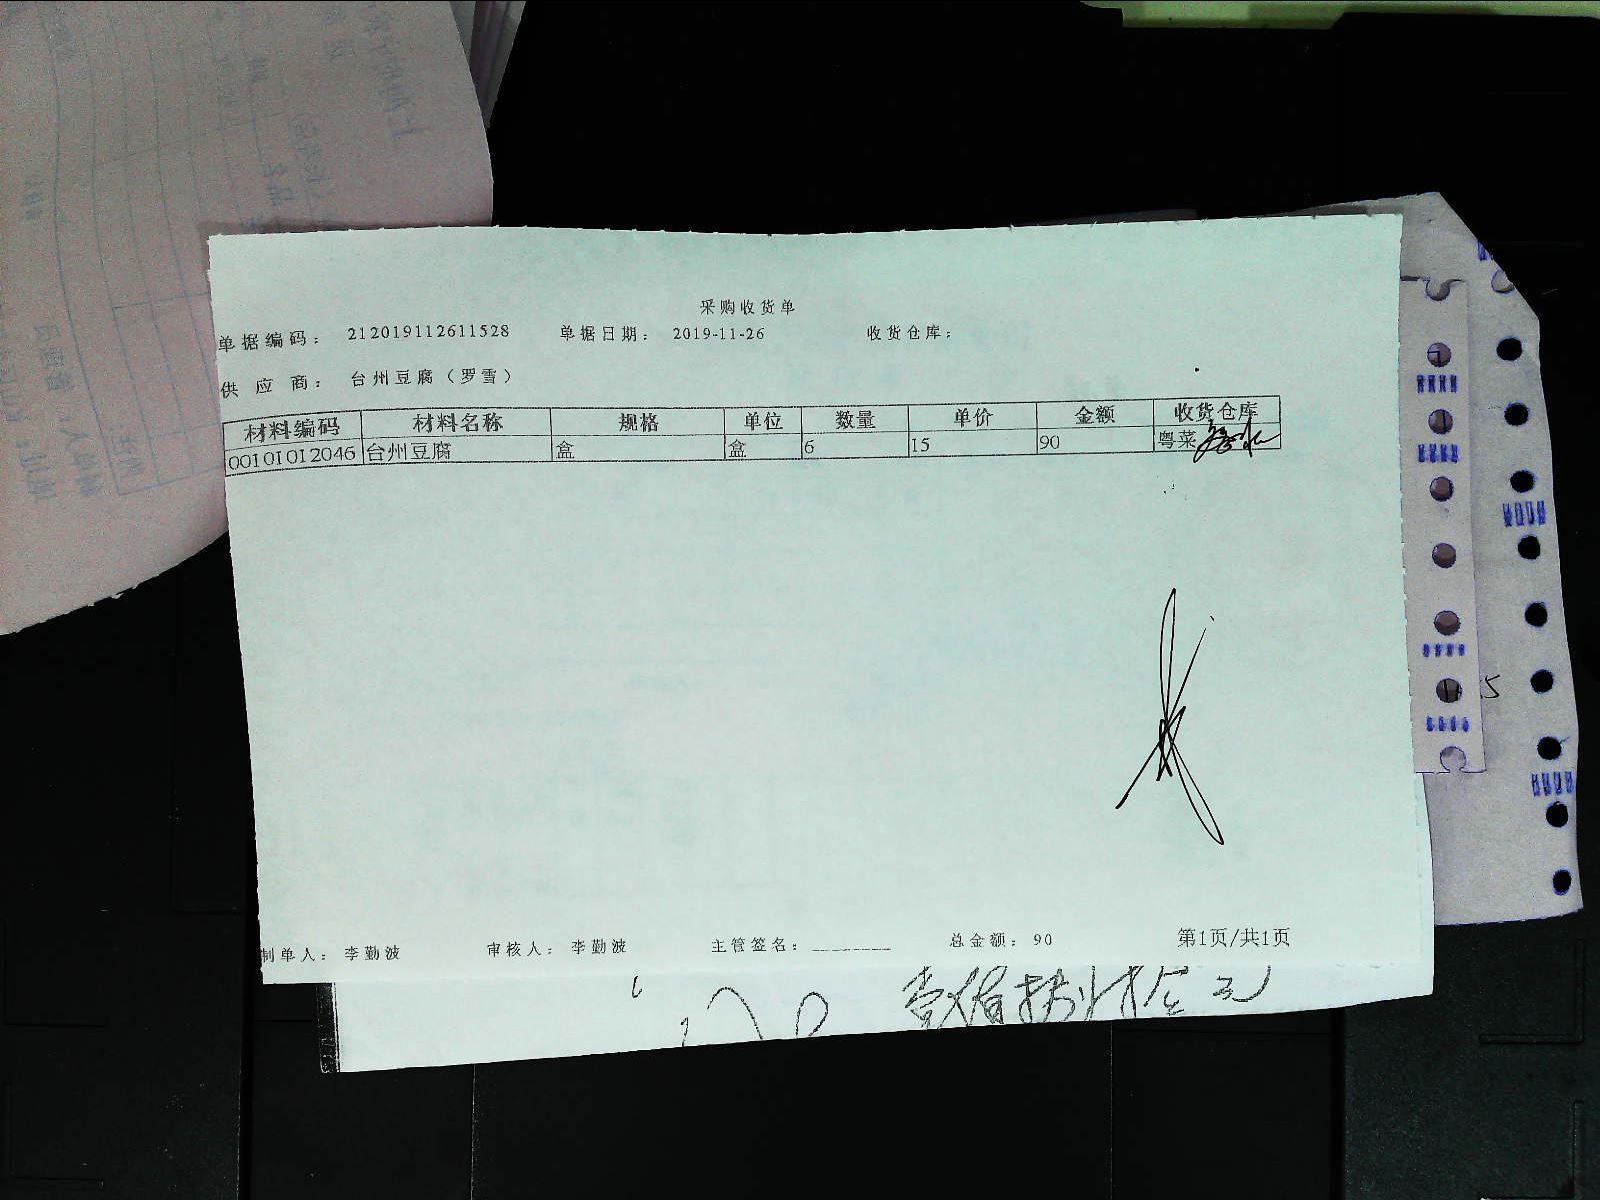 采购收货单
单据编码： 212019112611528 单据日期： 2019-11-26 收货仓库：
供应商： 台州豆腐（罗雪）
材料编码 材料名称 规格 单位 数量 单价 金额 收货仓库
00101012046 台州豆腐 盒 盒 6 15 90 粤菜
制单人： 李勤波 审核人： 李勤波 主管签名： 总金额： 90 第1页/共1页